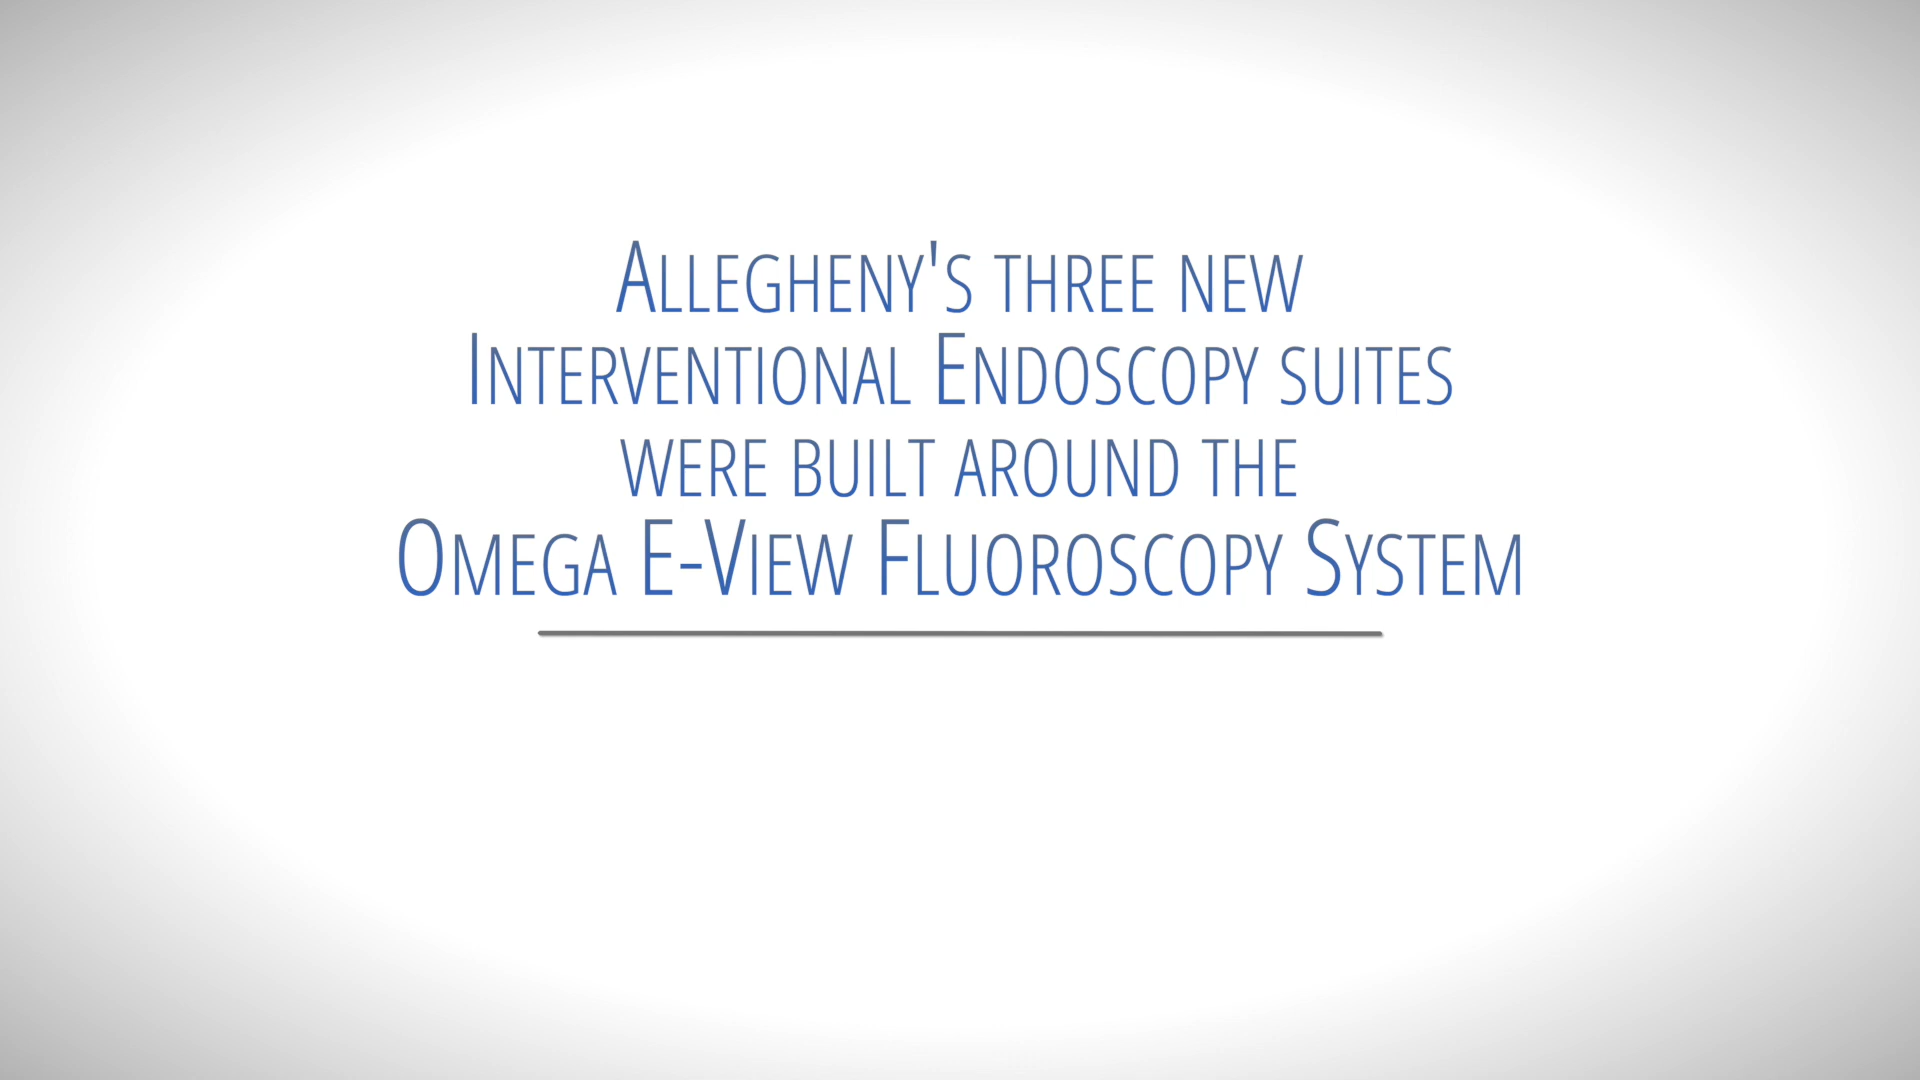 Allegheny's three new
Interventional Endoscopy suites
were built around the
Omega E-View Fluoroscopy System